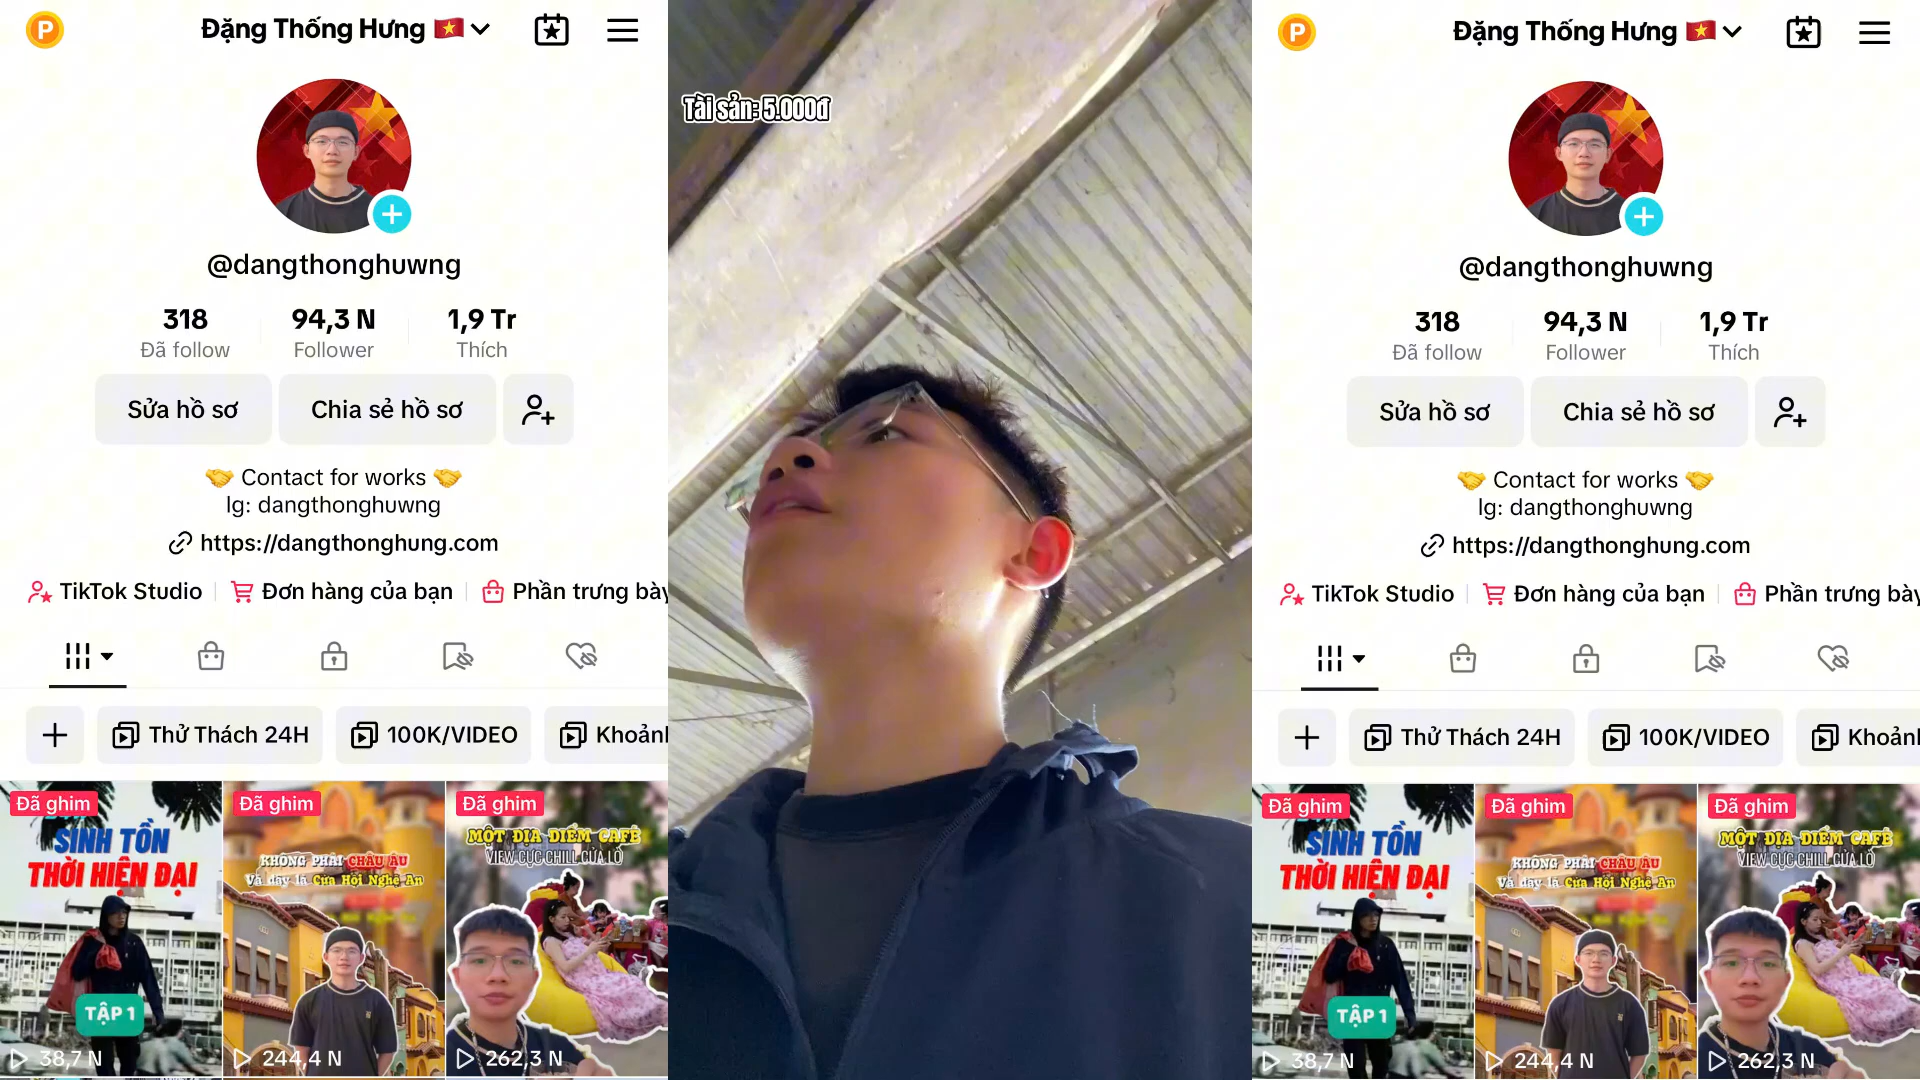 P
Đặng Thống Hưng 🇻🇳
@dangthonghuwng
318 94,3 N 1,9 Tr
Đã follow Follower Thích
Sửa hồ sơ Chia sẻ hồ sơ
🤝 Contact for works 🤝
Ig: dangthonghuwng
https://dangthonghung.com
TikTok Studio Đơn hàng của bạn Phần trưng bày
Thử Thách 24H 100K/VIDEO Khoảnh
Đã ghim Đã ghim Đã ghim
SINH TỒN
THỜI HIỆN ĐẠI
TẬP 1
38,7 N
KHÔNG PHẢI CHÂU ÂU
Và đây là Cửa Hội Nghệ An
244,4 N
MỘT ĐỊA ĐIỂM CAFÊ
VIEW CỰC CHILL CỦA LÒ
262,3 N
Tài sản: 5.000đ
P
Đặng Thống Hưng 🇻🇳
@dangthonghuwng
318 94,3 N 1,9 Tr
Đã follow Follower Thích
Sửa hồ sơ Chia sẻ hồ sơ
🤝 Contact for works 🤝
Ig: dangthonghuwng
https://dangthonghung.com
TikTok Studio Đơn hàng của bạn Phần trưng bày
Thử Thách 24H 100K/VIDEO Khoảnh
Đã ghim Đã ghim Đã ghim
SINH TỒN
THỜI HIỆN ĐẠI
TẬP 1
38,7 N
KHÔNG PHẢI CHÂU ÂU
Và đây là Cửa Hội Nghệ An
244,4 N
MỘT ĐỊA ĐIỂM CAFÊ
VIEW CỰC CHILL CỦA LÒ
262,3 N